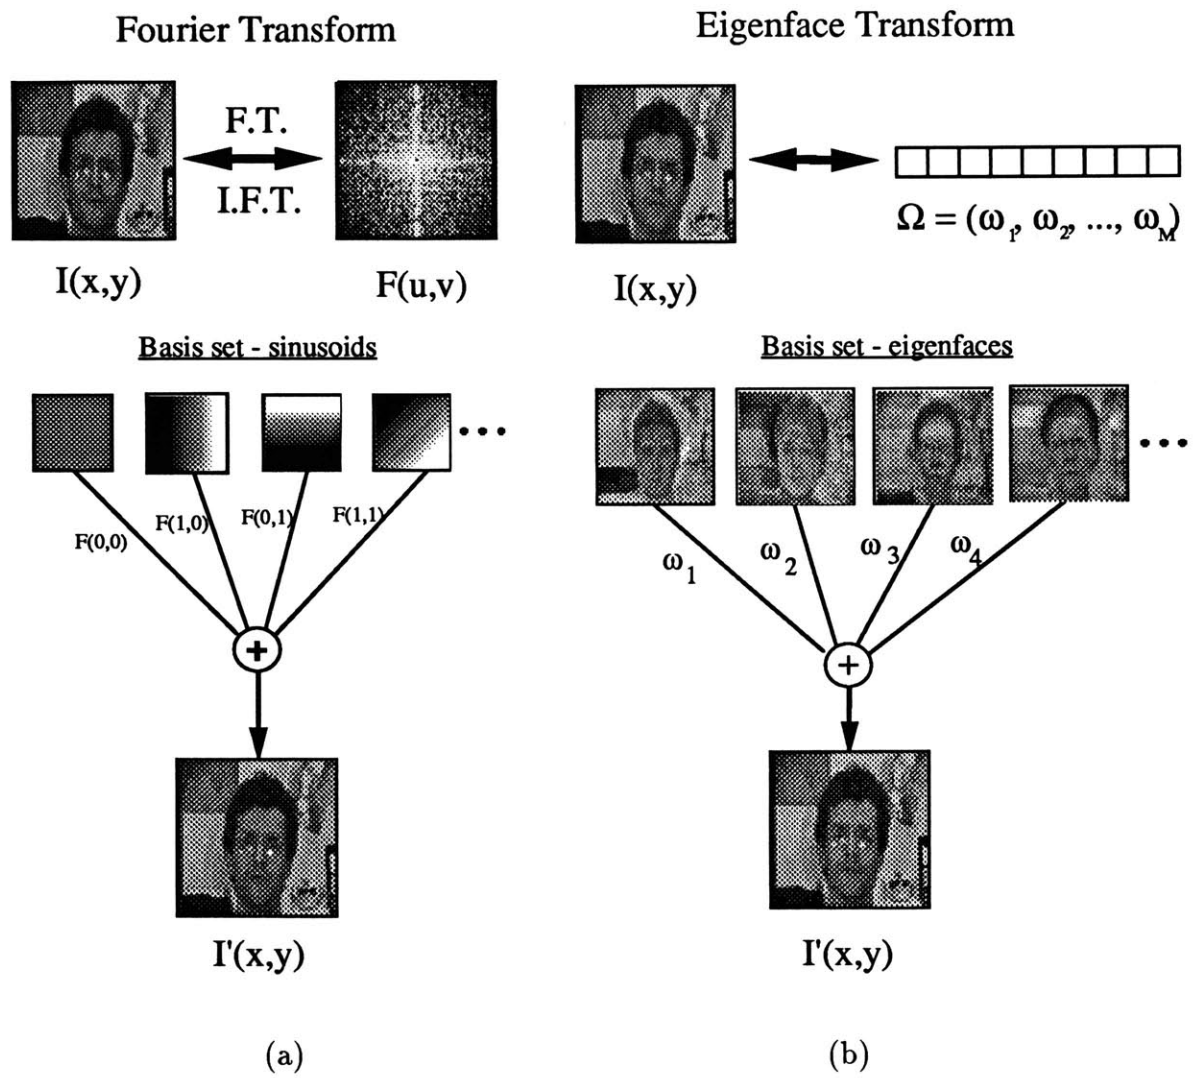 Fourier Transform
F.T.
I.F.T.
I(x,y)
F(u,v)
Basis set - sinusoids
...
F(0,0)
F(1,0)
F(0,1)
F(1,1)
+
I'(x,y)
(a)
Eigenface Transform
Ω = (ω₁, ω₂, ..., ω_M)
I(x,y)
Basis set - eigenfaces
...
ω₁
ω₂
ω₃
ω₄
+
I'(x,y)
(b)